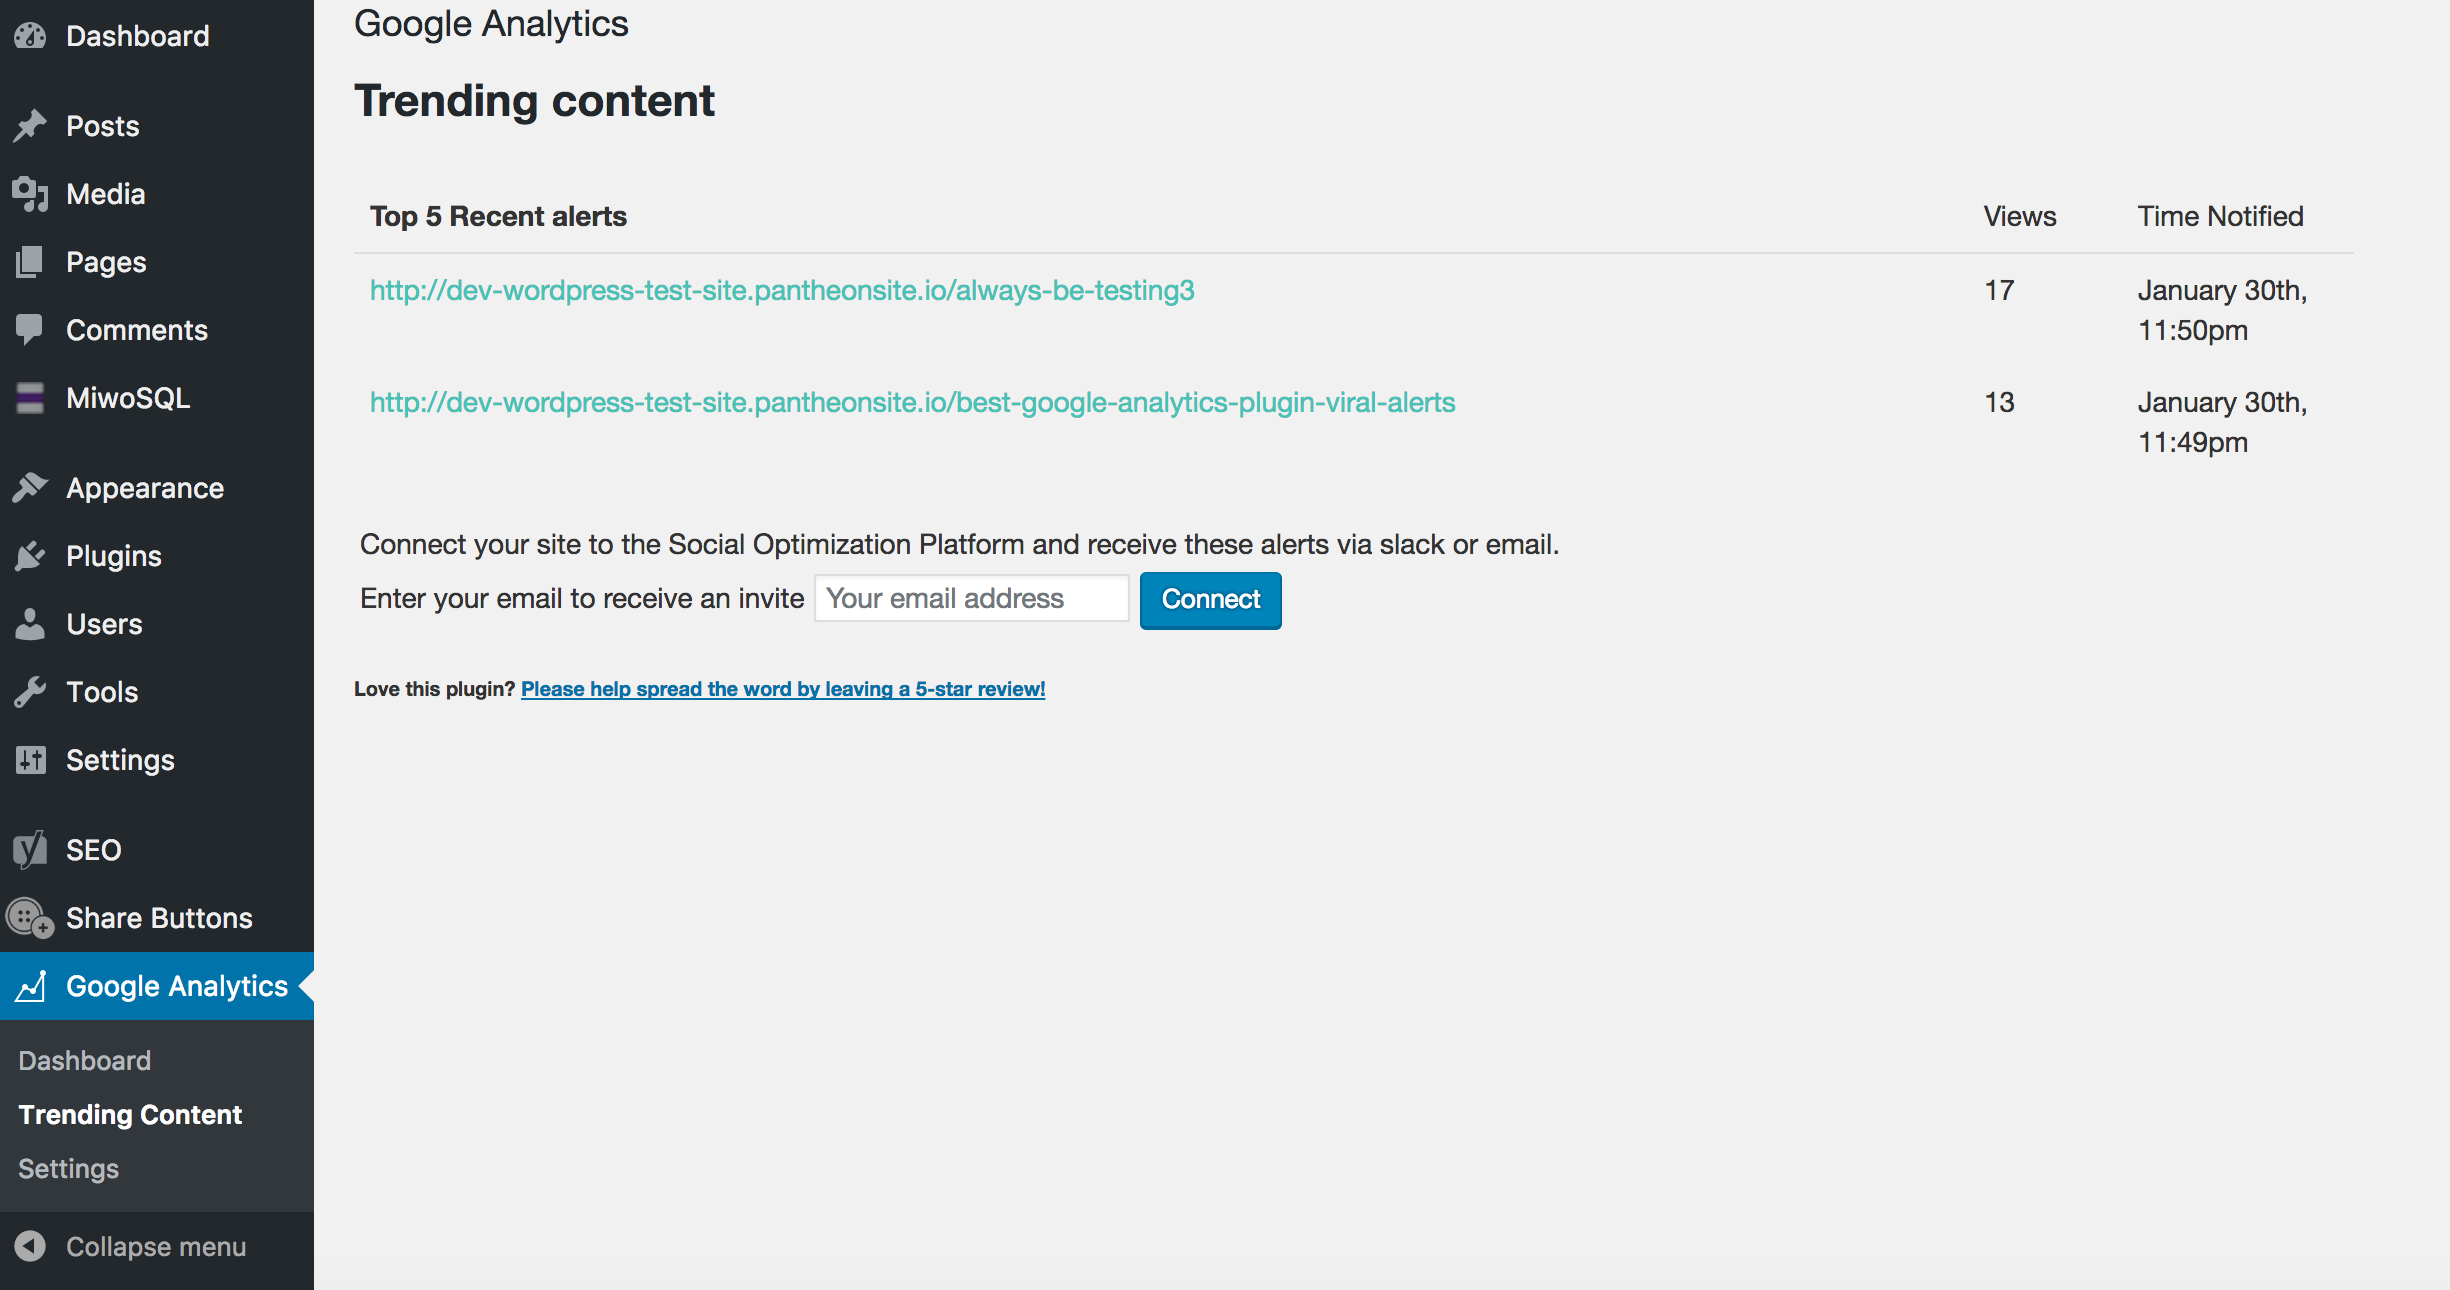 Dashboard
Posts
Media
Pages
Comments
MiwoSQL
Appearance
Plugins
Users
Tools
Settings
SEO
Share Buttons
Google Analytics
Dashboard
Trending Content
Settings
Collapse menu
Google Analytics
Trending content
Top 5 Recent alerts Views Time Notified
http://dev-wordpress-test-site.pantheonsite.io/always-be-testing3 17 January 30th,
11:50pm
http://dev-wordpress-test-site.pantheonsite.io/best-google-analytics-plugin-viral-alerts 13 January 30th,
11:49pm
Connect your site to the Social Optimization Platform and receive these alerts via slack or email.
Enter your email to receive an invite Your email address Connect
Love this plugin? Please help spread the word by leaving a 5-star review!